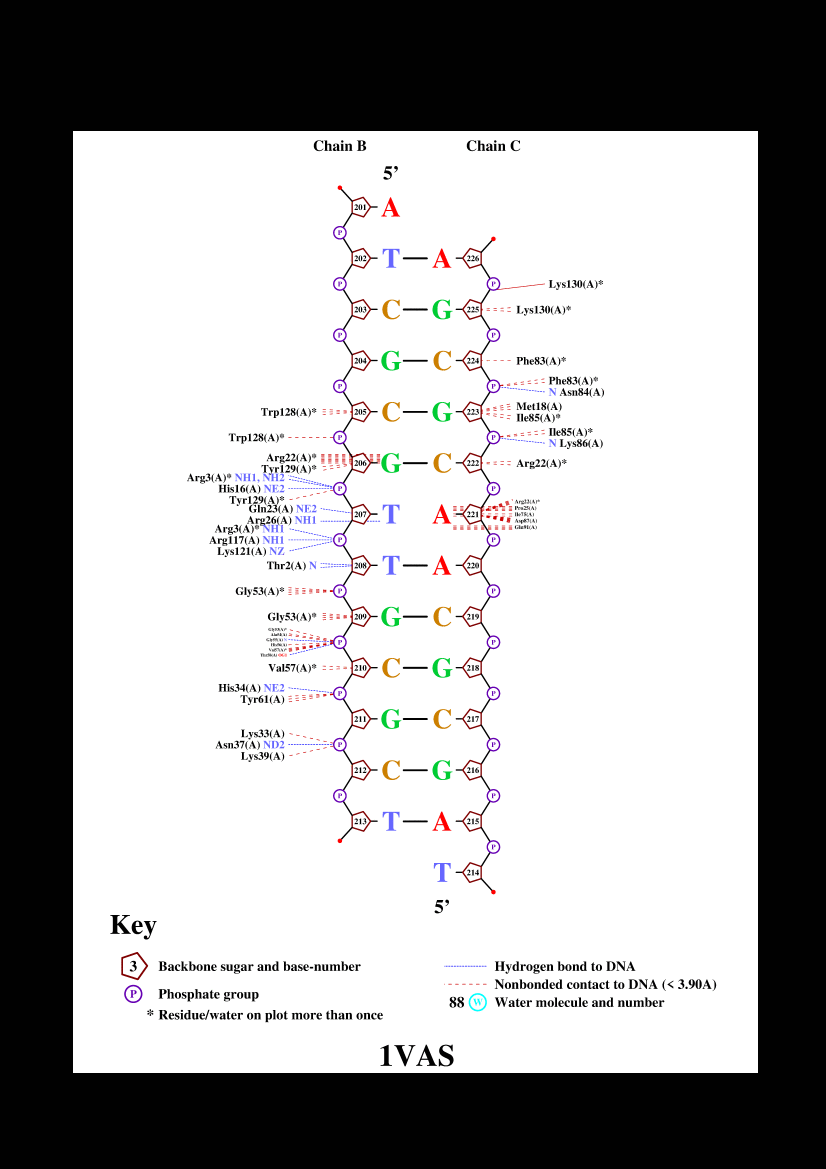 Chain B Chain C
5’
201 A
P
202 T A 226
P P Lys130(A)*
203 C G 225 Lys130(A)*
P P
204 G C 224 Phe83(A)*
P P Phe83(A)*
N Asn84(A)
Met18(A)
Trp128(A)* 205 C G 223
Ile85(A)*
Ile85(A)*
Trp128(A)* P P
N Lys86(A)
Arg22(A)*
206 G C 222 Arg22(A)*
Tyr129(A)*
Arg3(A)* NH1, NH2
His16(A) NE2 P P
Tyr129(A)*
Arg22(A)*
Gln23(A) NE2
Pro25(A)
207 T A 221
Arg26(A) NH1
Asp87(A)
Glu91(A)
Arg3(A)* NH1
Arg117(A) NH1 P P
Lys121(A) NZ
Thr2(A) N 208 T A 220
Gly53(A)* P P
Gly53(A)* 209 G C 219
P P
Val57(A)*
Val57(A)* 210 C G 218
His34(A) NE2
P P
Tyr61(A)
211 G C 217
Lys33(A)
Asn37(A) ND2 P P
Lys39(A)
212 C G 216
P P
213 T A 215
P
T 214
5’
Key
3 Backbone sugar and base-number
P Phosphate group
* Residue/water on plot more than once
Hydrogen bond to DNA
Nonbonded contact to DNA (< 3.90A)
88 W Water molecule and number
1VAS